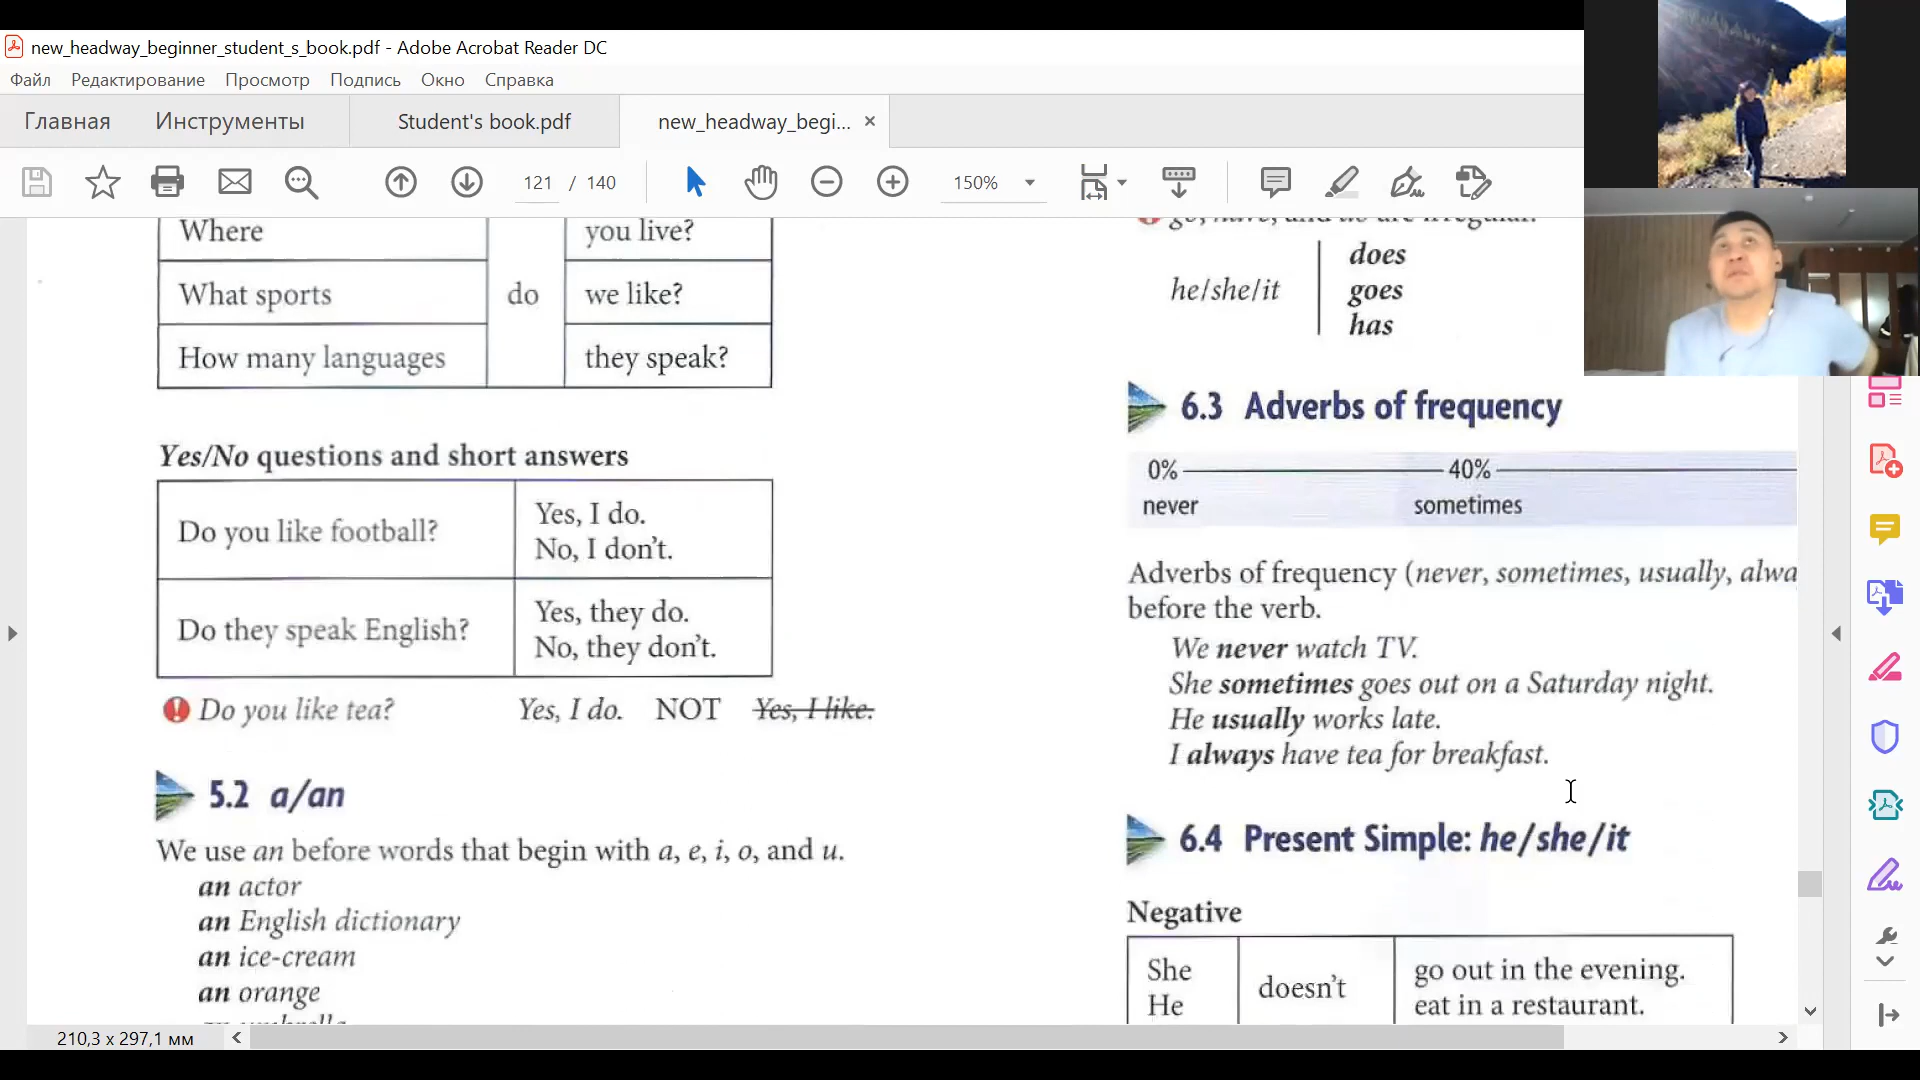 new_headway_beginner_student_s_book.pdf - Adobe Acrobat Reader DC
Файл Редактирование Просмотр Подпись Окно Справка
Главная Инструменты Student's book.pdf new_headway_begi... ×
121 / 140 150%
Where do you live?
What sports we like?
How many languages they speak?
Yes/No questions and short answers
Do you like football? Yes, I do.
No, I don't.
Do they speak English? Yes, they do.
No, they don't.
Do you like tea? Yes, I do. NOT Yes, I like.
5.2 a/an
We use an before words that begin with a, e, i, o, and u.
an actor
an English dictionary
an ice-cream
an orange
an umbrella
go, have, and do are irregular.
he/she/it does
goes
has
6.3 Adverbs of frequency
0% 40%
never sometimes
Adverbs of frequency (never, sometimes, usually, alwa
before the verb.
We never watch TV.
She sometimes goes out on a Saturday night.
He usually works late.
I always have tea for breakfast.
6.4 Present Simple: he/she/it
Negative
She He doesn't go out in the evening.
eat in a restaurant.
210,3 x 297,1 мм